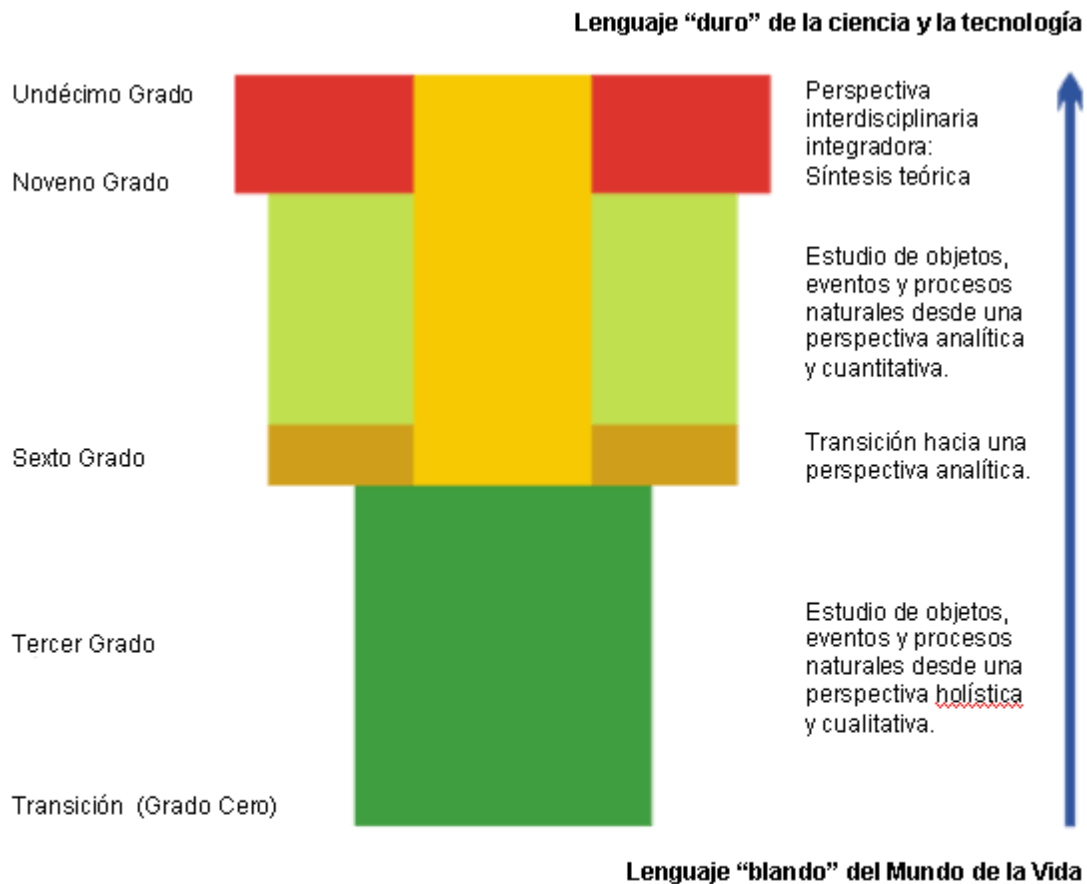 Lenguaje “duro” de la ciencia y la tecnología
Undécimo Grado
Perspectiva
interdisciplinaria
integradora:
Síntesis teórica
Noveno Grado
Estudio de objetos,
eventos y procesos
naturales desde una
perspectiva analítica
y cuantitativa.
Sexto Grado
Transición hacia una
perspectiva analítica.
Tercer Grado
Estudio de objetos,
eventos y procesos
naturales desde una
perspectiva holística
y cualitativa.
Transición (Grado Cero)
Lenguaje “blando” del Mundo de la Vida